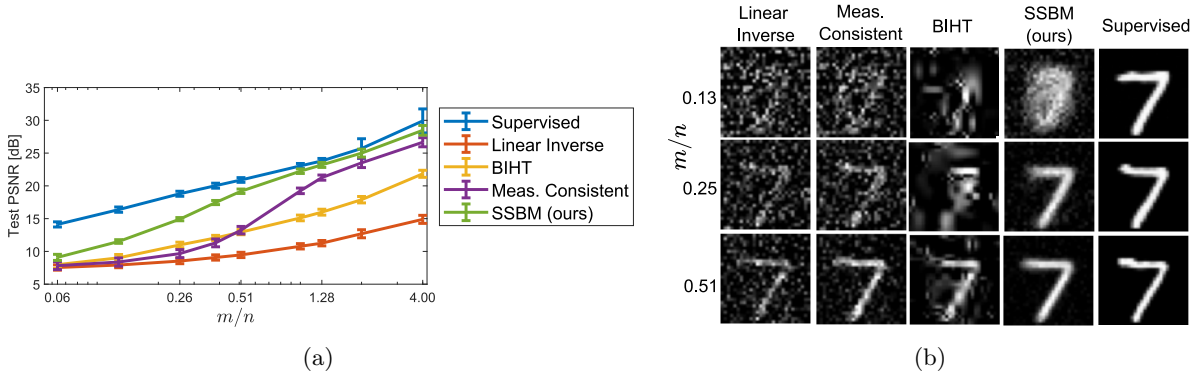 35
30
25
20
15
10
5
Test PSNR [dB]
0.06 0.26 0.51 1.28 4.00
m/n
Supervised
Linear Inverse
BIHT
Meas. Consistent
SSBM (ours)
(a)
Linear Inverse
Meas. Consistent
BIHT
SSBM (ours)
Supervised
0.13
0.25
0.51
m/n
(b)